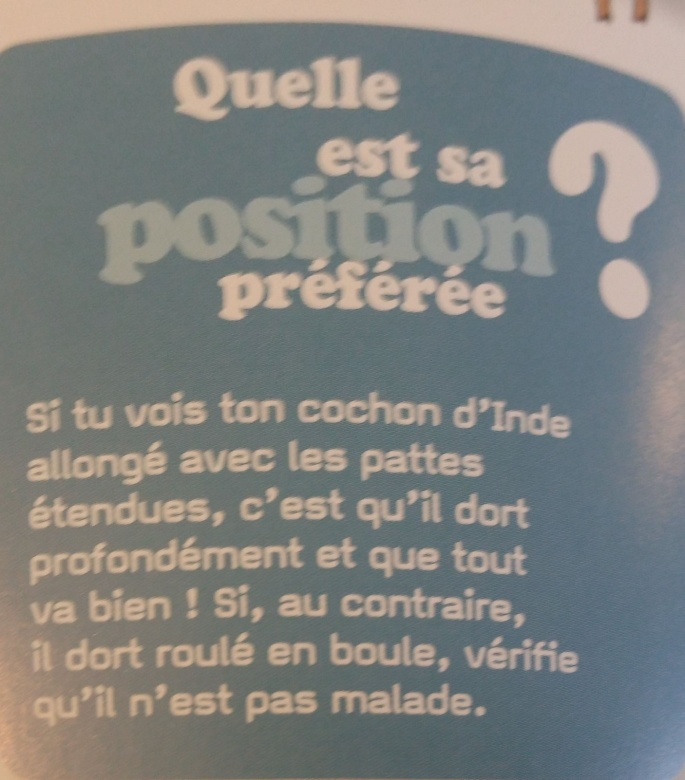 Quelle
est sa
position
préférée ?
Si tu vois ton cochon d'Inde
allongé avec les pattes
étendues, c'est qu'il dort
profondément et que tout
va bien ! Si, au contraire,
il dort roulé en boule, vérifie
qu'il n'est pas malade.